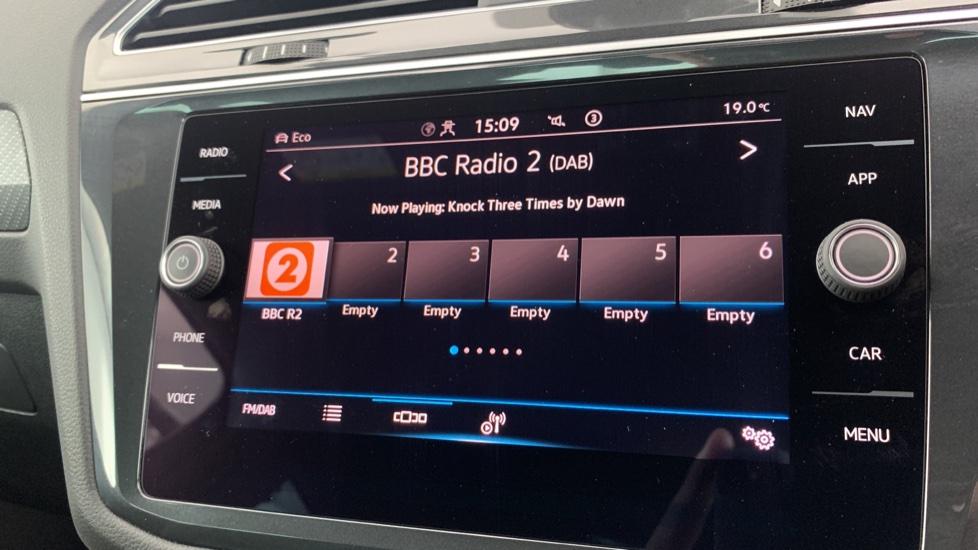 Eco 15:09 3 19.0°C
RADIO
NAV
< BBC Radio 2 (DAB) >
MEDIA
APP
Now Playing: Knock Three Times by Dawn
2 2 3 4 5 6
BBC R2 Empty Empty Empty Empty Empty
PHONE
CAR
VOICE
FM/DAB
MENU